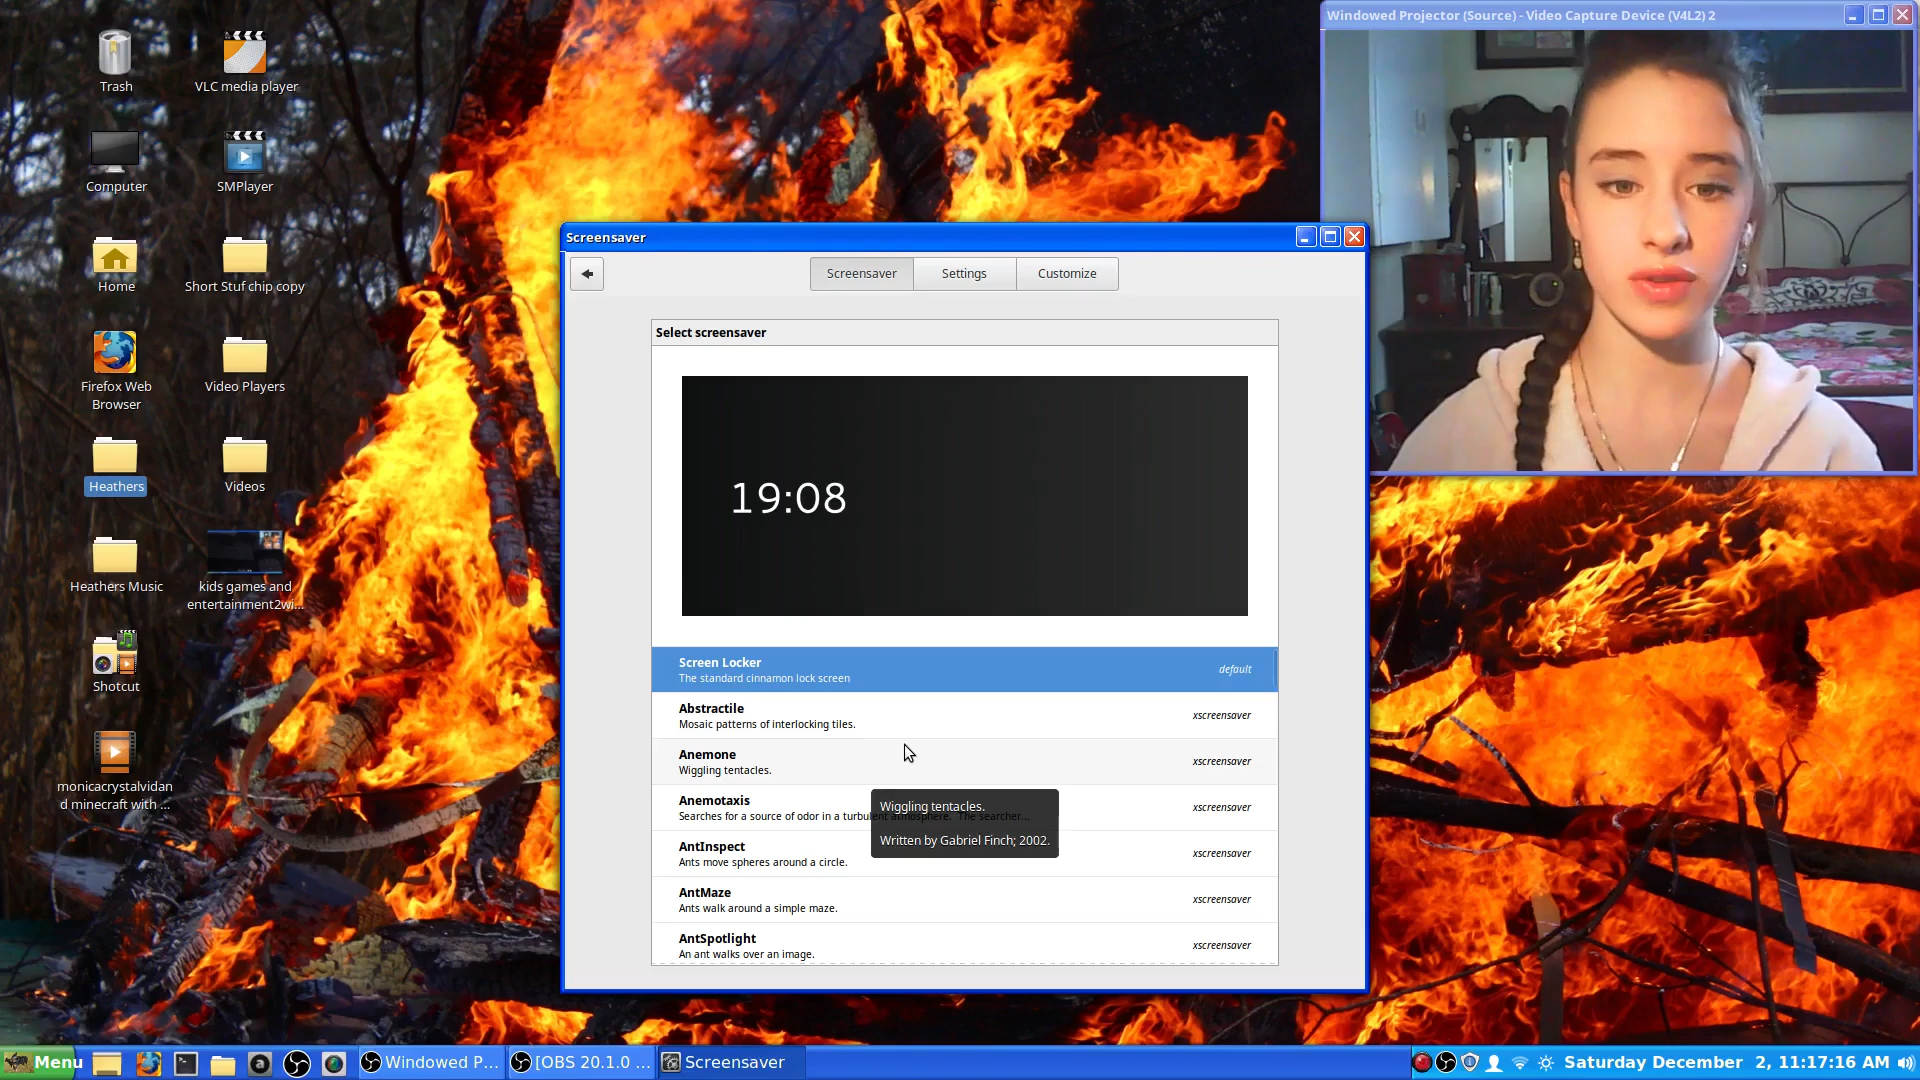 Trash
VLC media player
Computer
SMPlayer
Home
Short Stuf chip copy
Firefox Web
Browser
Video Players
Heathers
Videos
Heathers Music
kids games and
entertainment2wi...
Shotcut
monicacrystalvidan
d minecraft with ...
Windowed Projector (Source) - Video Capture Device (V4L2) 2
Screensaver
Screensaver
Settings
Customize
Select screensaver
19:08
Screen Locker
The standard cinnamon lock screen
default
Abstractile
Mosaic patterns of interlocking tiles.
xscreensaver
Anemone
Wiggling tentacles.
xscreensaver
Anemotaxis
Searches for a source of odor in a turbulent atmosphere. The searcher...
xscreensaver
Wiggling tentacles.
Written by Gabriel Finch; 2002.
AntInspect
Ants move spheres around a circle.
xscreensaver
AntMaze
Ants walk around a simple maze.
xscreensaver
AntSpotlight
An ant walks over an image.
xscreensaver
Menu
Windowed P...
[OBS 20.1.0 ...
Screensaver
Saturday December 2, 11:17:16 AM